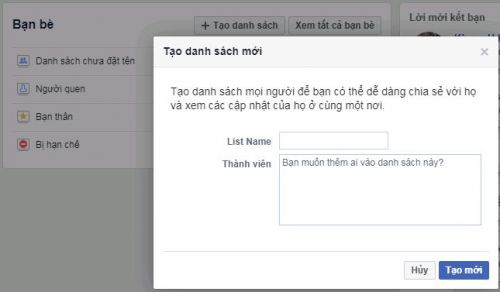 Bạn bè
+ Tạo danh sách
Xem tất cả bạn bè
Lời mời kết bạn
Danh sách chưa đặt tên
Người quen
Bạn thân
Bị hạn chế
Tạo danh sách mới
Tạo danh sách mọi người để bạn có thể dễ dàng chia sẻ với họ
và xem các cập nhật của họ ở cùng một nơi.
List Name
Thành viên
Bạn muốn thêm ai vào danh sách này?
Hủy
Tạo mới